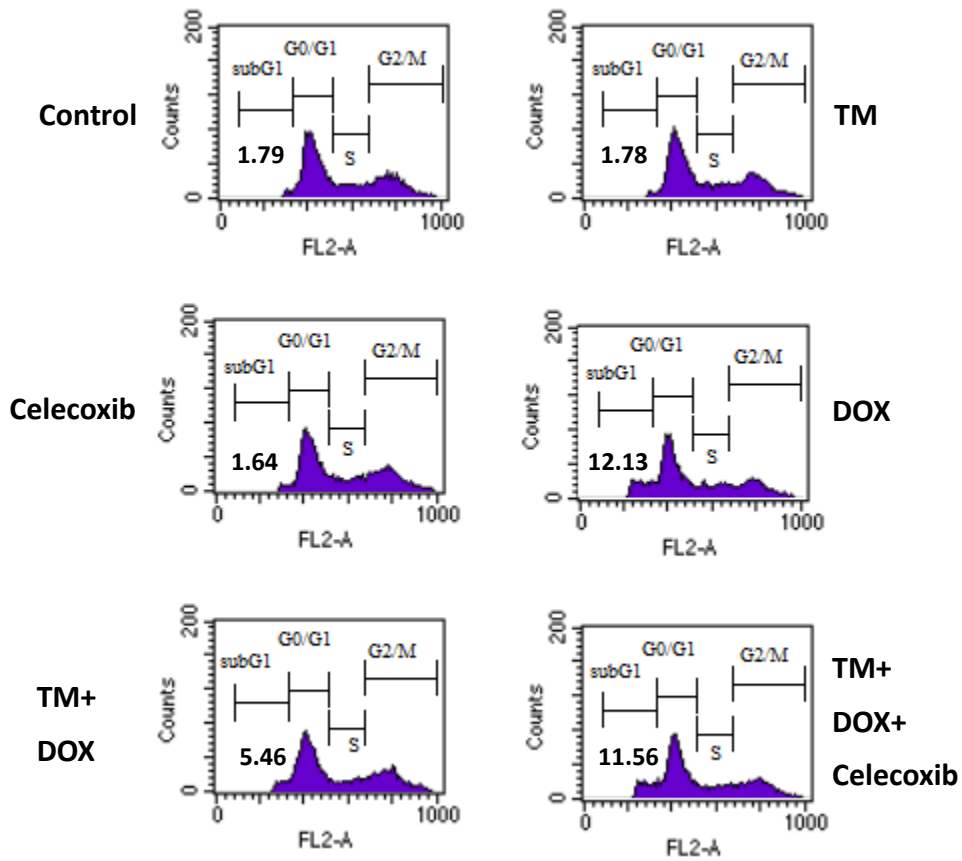 Control
200
Counts
0
subG1
G0/G1
G2/M
1.79
S
0
1000
FL2-A
200
Counts
0
subG1
G0/G1
G2/M
1.78
S
0
1000
FL2-A
TM
Celecoxib
200
Counts
0
subG1
G0/G1
G2/M
1.64
S
0
1000
FL2-A
200
Counts
0
subG1
G0/G1
G2/M
12.13
S
0
1000
FL2-A
DOX
TM+
DOX
200
Counts
0
subG1
G0/G1
G2/M
5.46
S
0
1000
FL2-A
200
Counts
0
subG1
G0/G1
G2/M
11.56
S
0
1000
FL2-A
TM+
DOX+
Celecoxib